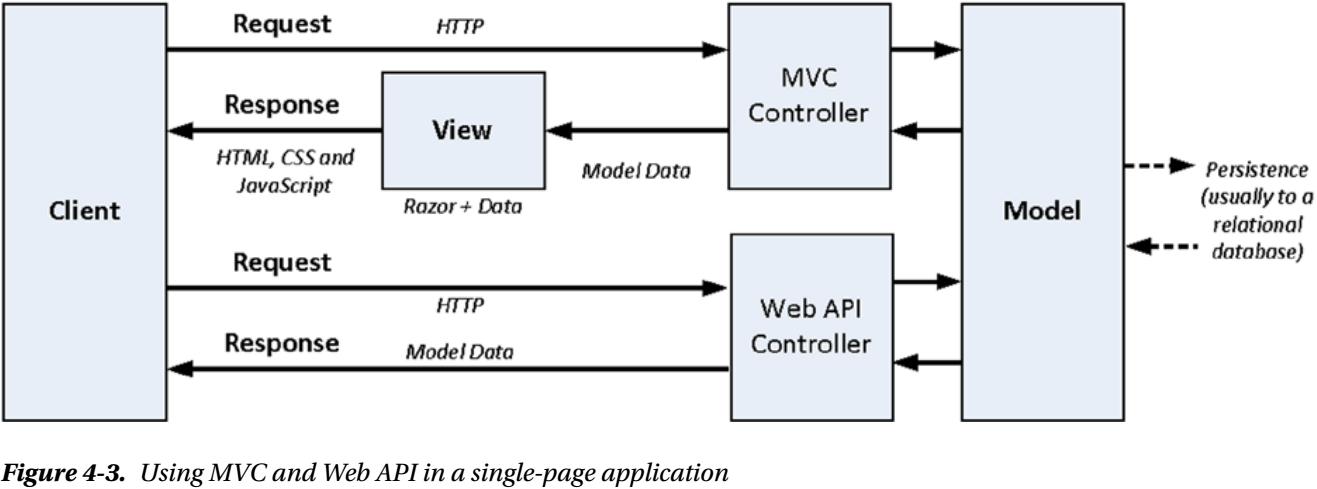 Request
HTTP
MVC
Controller
Response
View
HTML, CSS and
JavaScript
Model Data
Razor + Data
Client
Model
Persistence
(usually to a
relational
database)
Request
HTTP
Web API
Controller
Response
Model Data
Figure 4-3. Using MVC and Web API in a single-page application